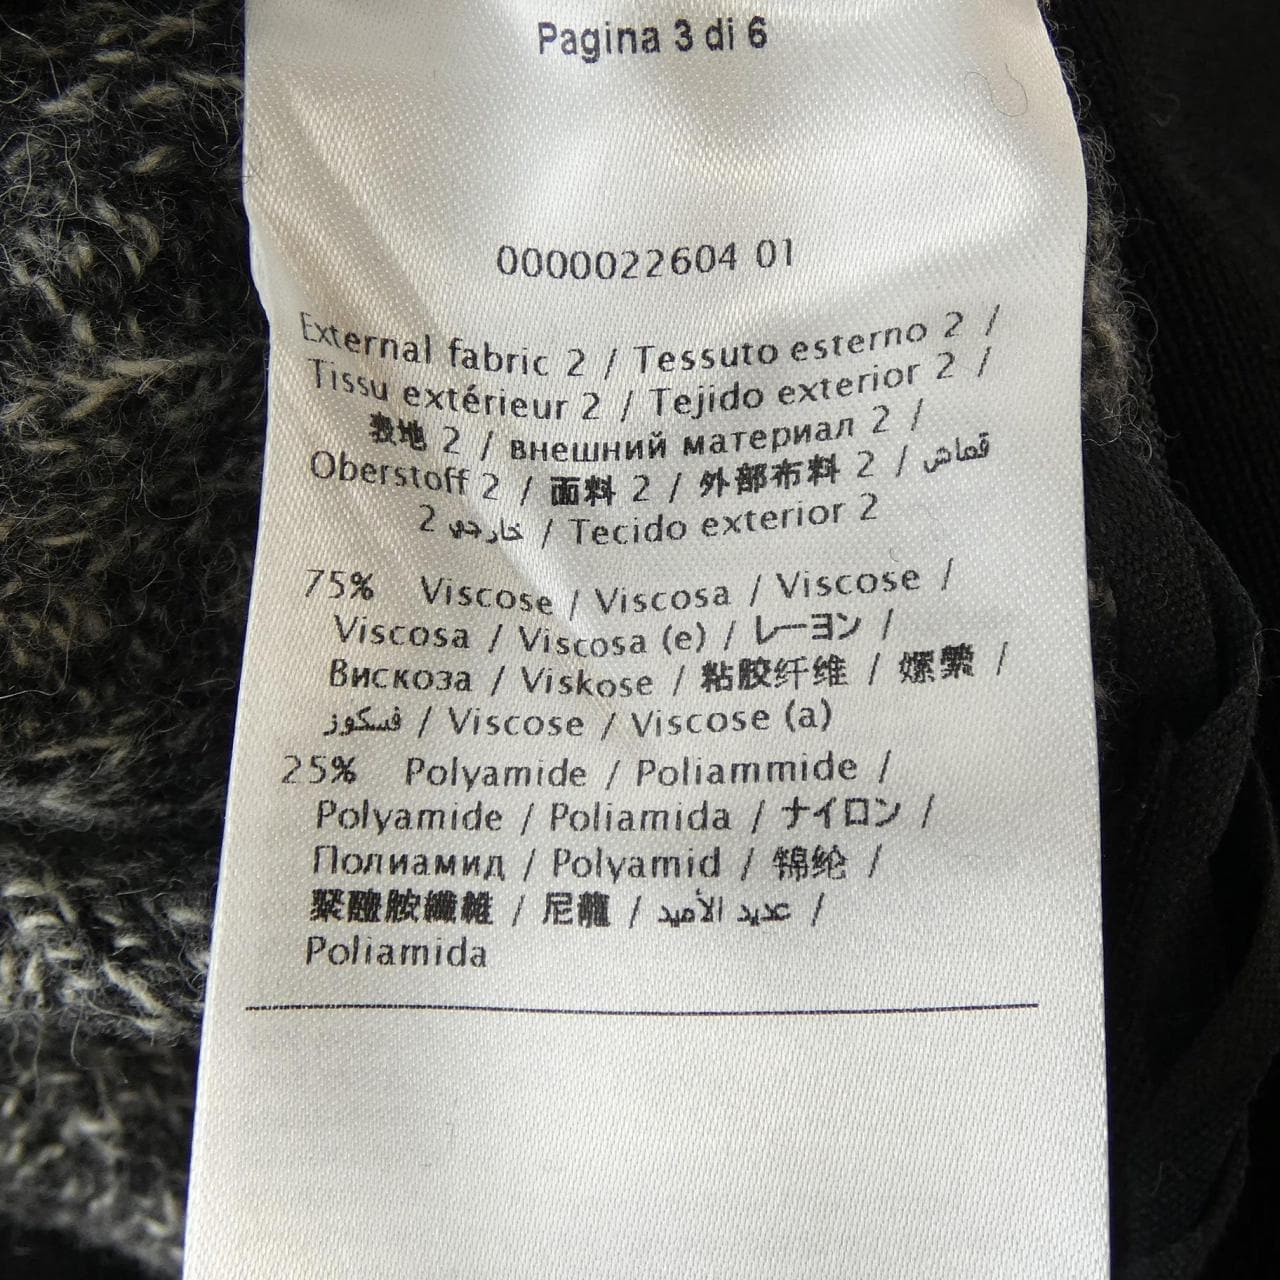 Pagina 3 di 6
0000022604 01
External fabric 2 / Tessuto esterno 2 /
Tissu extérieur 2 / Tejido exterior 2 /
表地 2 / внешний материал 2 /
Oberstoff 2 / 面料 2 / 外部布料 2 / قماش
خارجي 2 / Tecido exterior 2
75% Viscose / Viscosa / Viscose /
Viscosa / Viscosa (e) / レーヨン /
Вискоза / Viskose / 粘胶纤维 / 嫘縈 /
فسكوز / Viscose / Viscose (a)
25% Polyamide / Poliammide /
Polyamide / Poliamida / ナイロン /
Полиамид / Polyamid / 锦纶 /
聚醯胺纖維 / 尼龍 / عديد الأميد /
Poliamida